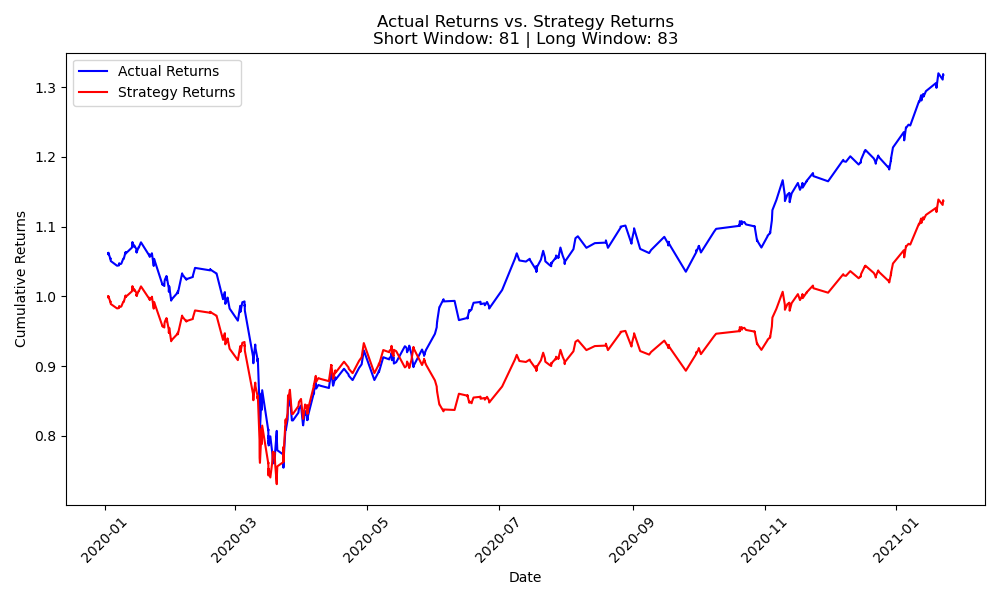 Actual Returns vs. Strategy Returns
Short Window: 81 | Long Window: 83
Actual Returns
Strategy Returns
Cumulative Returns
1.3
1.2
1.1
1.0
0.9
0.8
2020-01
2020-03
2020-05
2020-07
2020-09
2020-11
2021-01
Date